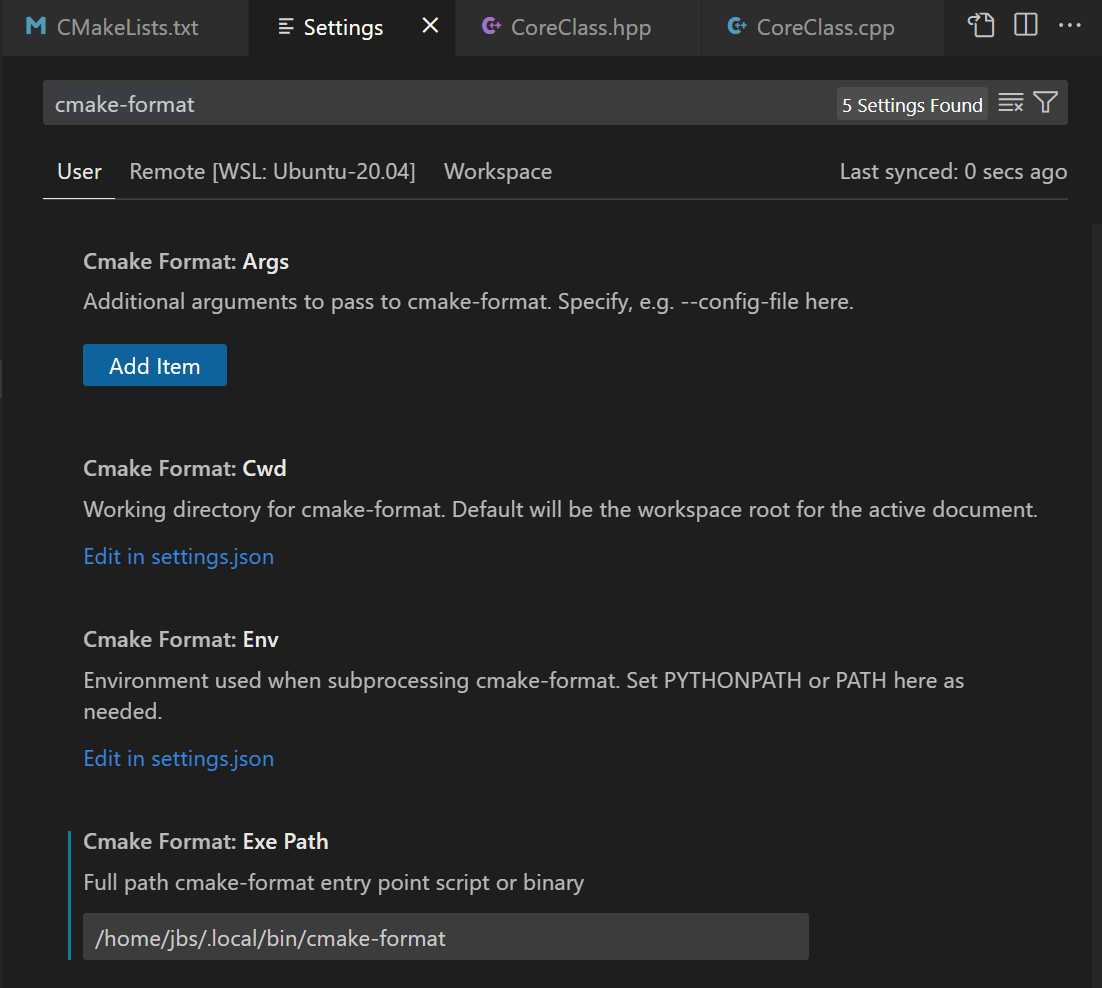 CMakeLists.txt Settings CoreClass.hpp CoreClass.cpp
cmake-format 5 Settings Found
User Remote [WSL: Ubuntu-20.04] Workspace Last synced: 0 secs ago
Cmake Format: Args
Additional arguments to pass to cmake-format. Specify, e.g. --config-file here.
Add Item
Cmake Format: Cwd
Working directory for cmake-format. Default will be the workspace root for the active document.
Edit in settings.json
Cmake Format: Env
Environment used when subprocessing cmake-format. Set PYTHONPATH or PATH here as
needed.
Edit in settings.json
Cmake Format: Exe Path
Full path cmake-format entry point script or binary
/home/jbs/.local/bin/cmake-format